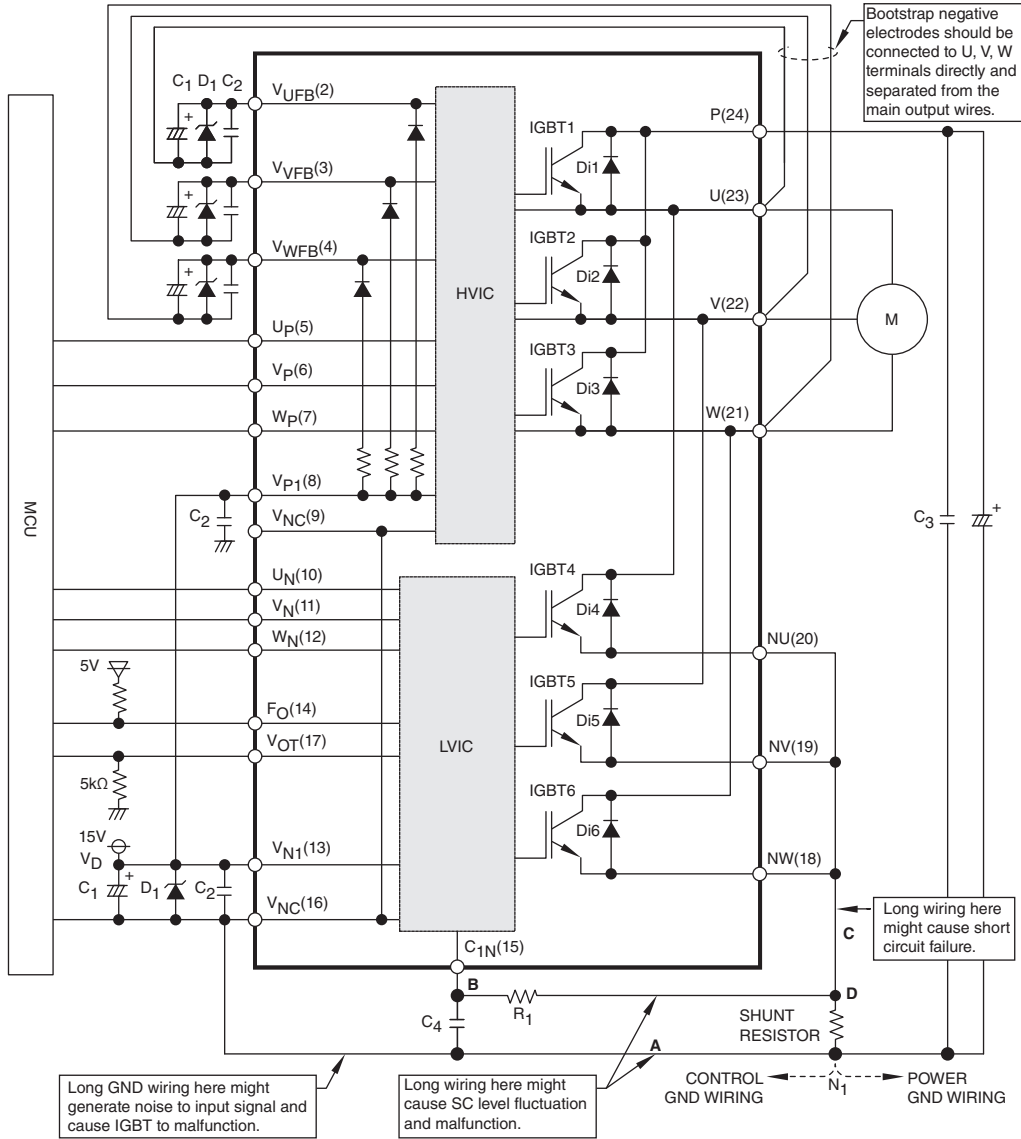 Bootstrap negative
electrodes should be
connected to U, V, W
terminals directly and
separated from the
main output wires.
C1 D1 C2
+
VUFB(2)
P(24)
IGBT1
Di1
VVFB(3)
+
U(23)
IGBT2
VWFB(4)
+
Di2
HVIC
V(22)
M
UP(5)
IGBT3
VP(6)
Di3
WP(7)
W(21)
MCU
VP1(8)
C2
VNC(9)
C3
+
IGBT4
UN(10)
Di4
VN(11)
WN(12)
NU(20)
5V
IGBT5
FO(14)
Di5
LVIC
VOT(17)
NV(19)
5kΩ
IGBT6
15V
Di6
VD
VN1(13)
NW(18)
C1
+
D1
C2
VNC(16)
Long wiring here
might cause short
circuit failure.
C
C1N(15)
B
D
R1
C4
SHUNT
RESISTOR
A
N1
CONTROL
GND WIRING
POWER
GND WIRING
Long GND wiring here might
generate noise to input signal and
cause IGBT to malfunction.
Long wiring here might
cause SC level fluctuation
and malfunction.